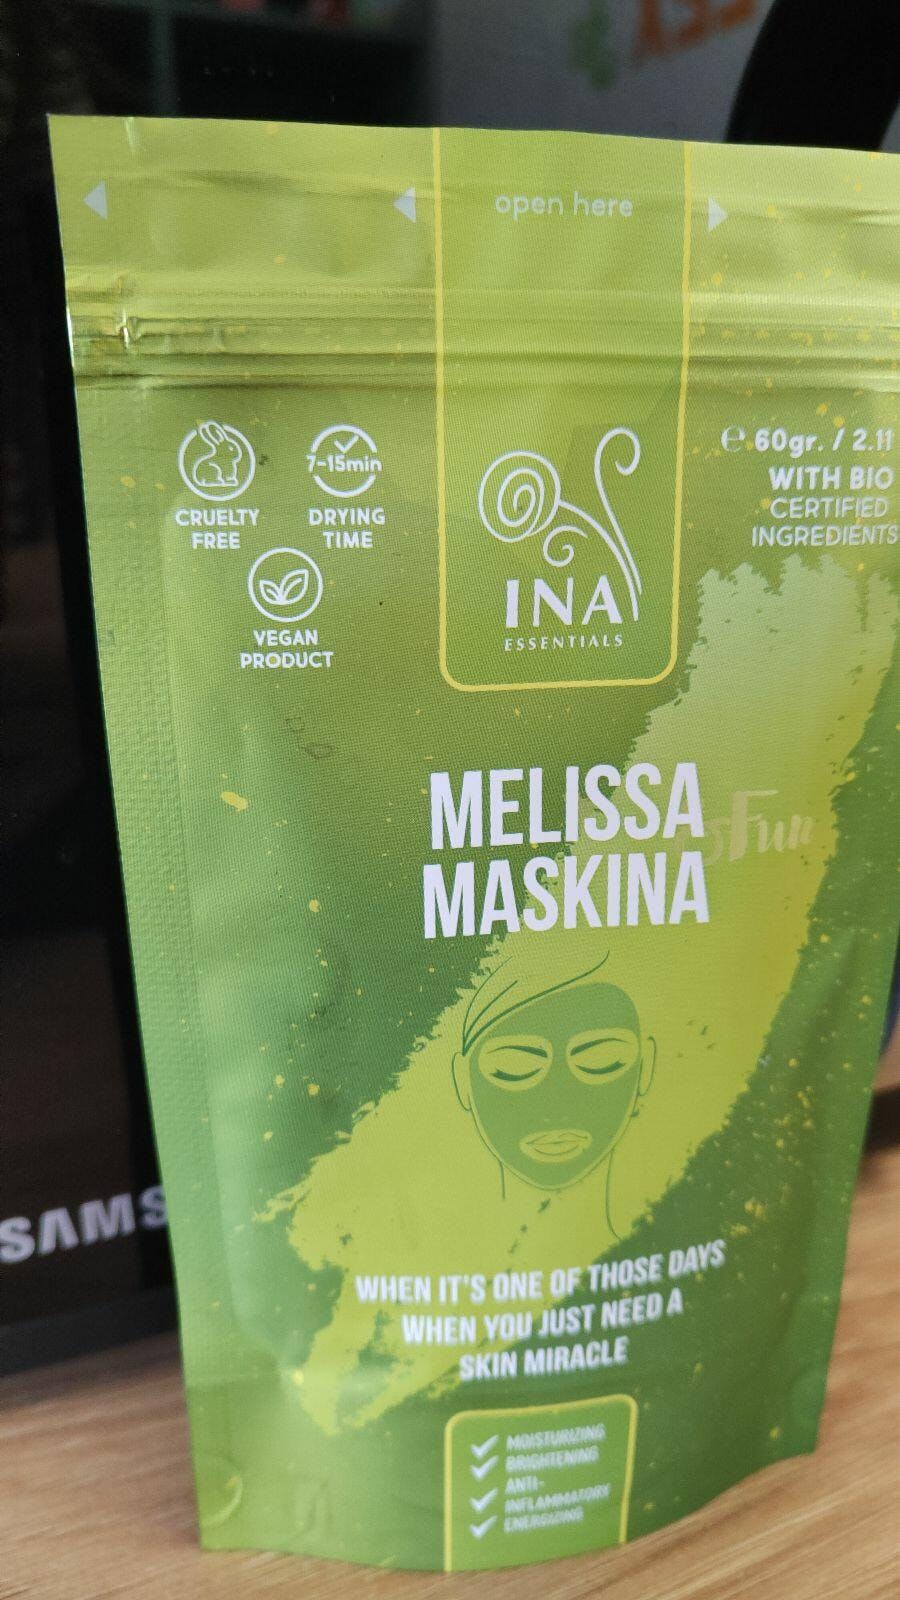 open here
CRUELTY
FREE
7-15min
DRYING
TIME
VEGAN
PRODUCT
INA
ESSENTIALS
℮ 60gr. / 2.11
WITH BIO
CERTIFIED
INGREDIENTS
MELISSA
MASKINA
isFun
WHEN IT'S ONE OF THOSE DAYS
WHEN YOU JUST NEED A
SKIN MIRACLE
MOISTURIZING
BRIGHTENING
ANTI-
INFLAMMATORY
ENERGIZING
SAMS